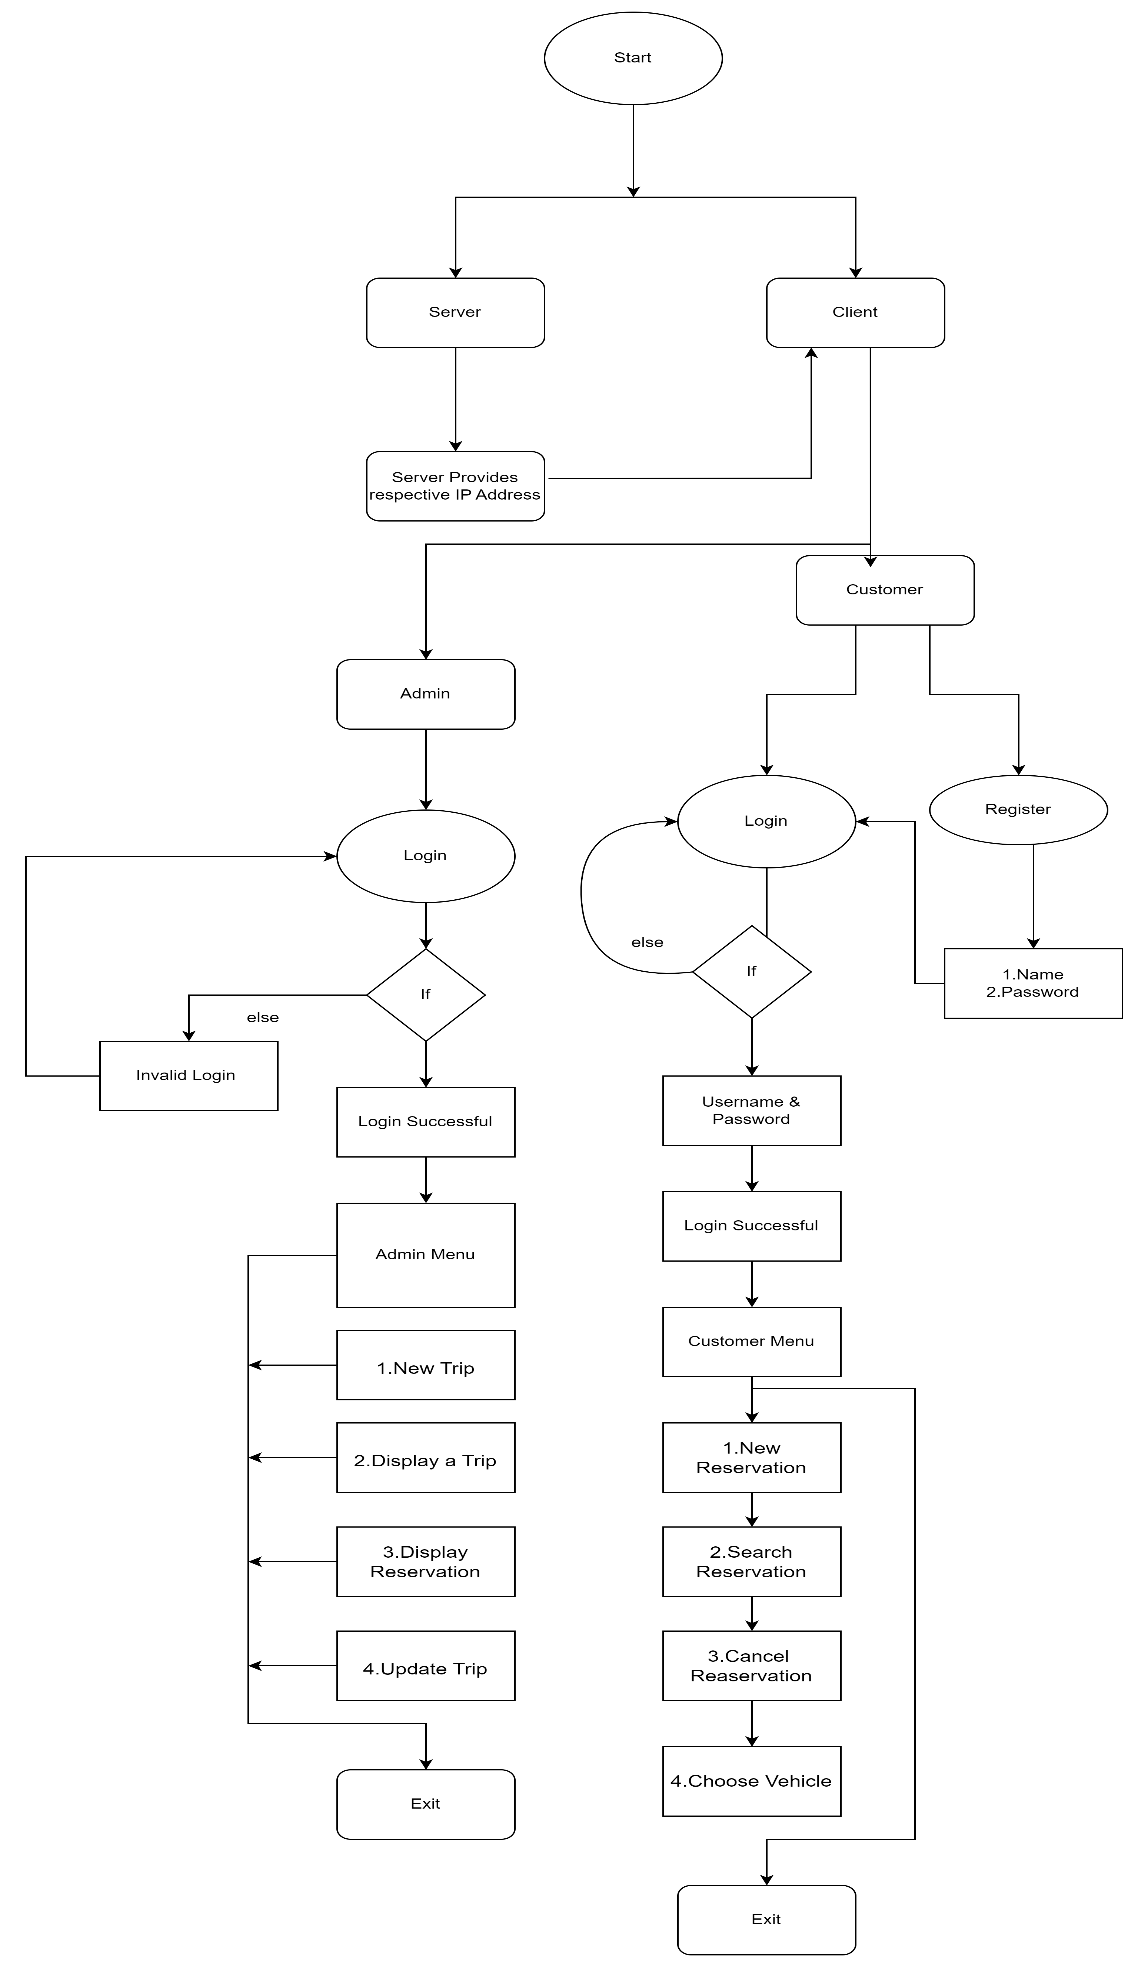 Start
Server
Client
Server Provides
respective IP Address
Customer
Admin
Login
Register
Login
else
If
1.Name
2.Password
If
else
Invalid Login
Login Successful
Username &
Password
Login Successful
Admin Menu
Customer Menu
1.New Trip
2.Display a Trip
3.Display
Reservation
4.Update Trip
Exit
1.New
Reservation
2.Search
Reservation
3.Cancel
Reaservation
4.Choose Vehicle
Exit